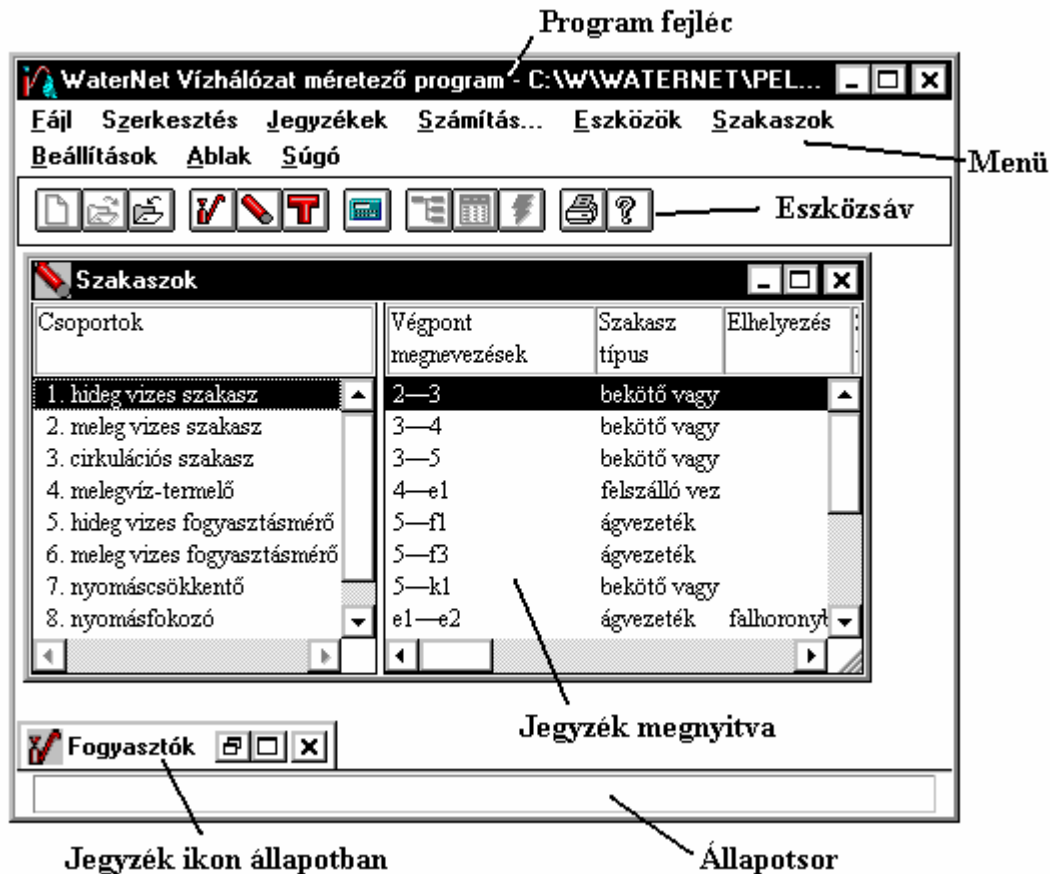 Program fejléc
WaterNet Vízhálózat méretező program - C:\W\WATERNET\PEL...
Fájl Szerkesztés Jegyzékek Számítás... Eszközök Szakaszok
Beállítások Ablak Súgó
Menü
Eszközsáv
Szakaszok
Csoportok
Végpont megnevezések
Szakasz típus
Elhelyezés
1. hideg vizes szakasz
2. meleg vizes szakasz
3. cirkulációs szakasz
4. melegvíz-termelő
5. hideg vizes fogyasztásmérő
6. meleg vizes fogyasztásmérő
7. nyomáscsökkentő
8. nyomásfokozó
2—3 bekötő vagy
3—4 bekötő vagy
3—5 bekötő vagy
4—e1 felszálló vez
5—f1 ágvezeték
5—f3 ágvezeték
5—k1 bekötő vagy
e1—e2 ágvezeték falhoronyb
Jegyzék megnyitva
Fogyasztók
Jegyzék ikon állapotban
Állapotsor